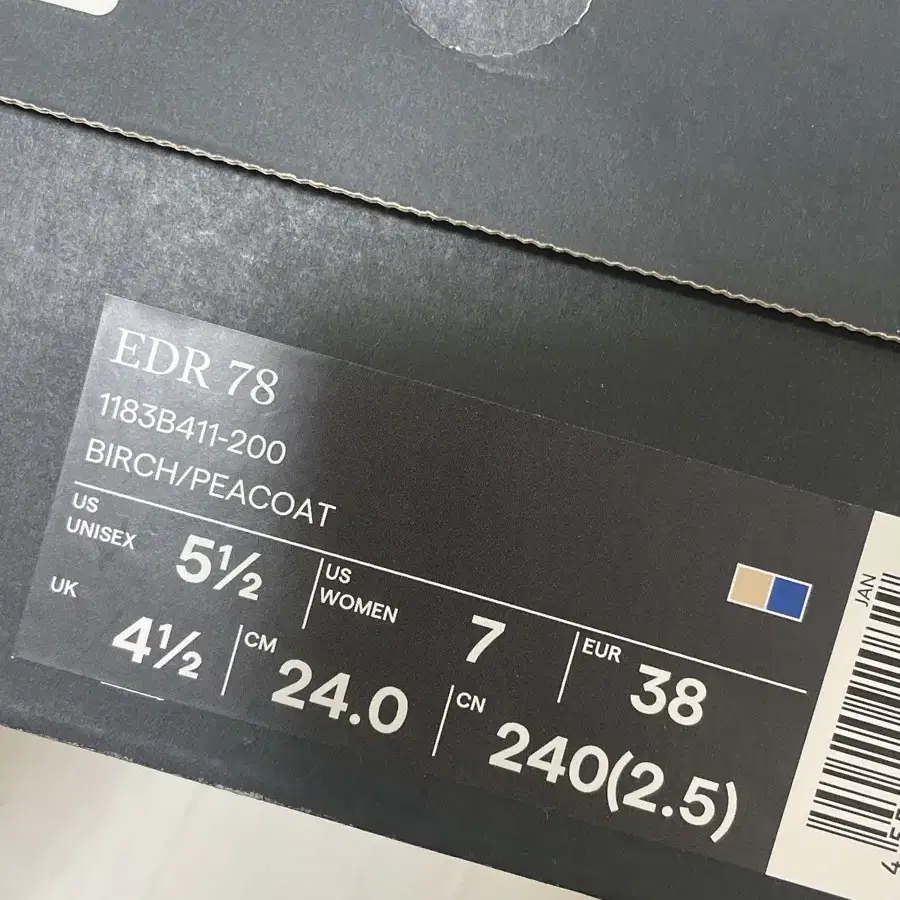 EDR 78
1183B411-200
BIRCH/PEACOAT
US UNISEX 5½
US WOMEN 7
EUR 38
UK 4½
CM 24.0
CN 240(2.5)
JAN